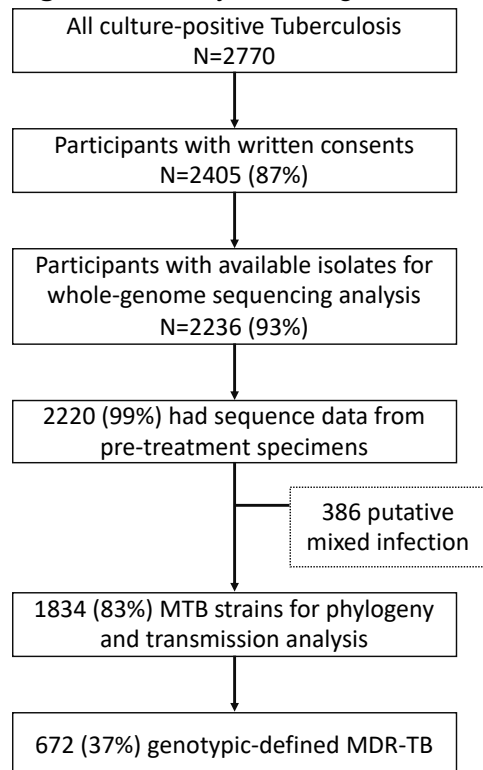 All culture-positive Tuberculosis
N=2770
Participants with written consents
N=2405 (87%)
Participants with available isolates for
whole-genome sequencing analysis
N=2236 (93%)
2220 (99%) had sequence data from
pre-treatment specimens
386 putative
mixed infection
1834 (83%) MTB strains for phylogeny
and transmission analysis
672 (37%) genotypic-defined MDR-TB